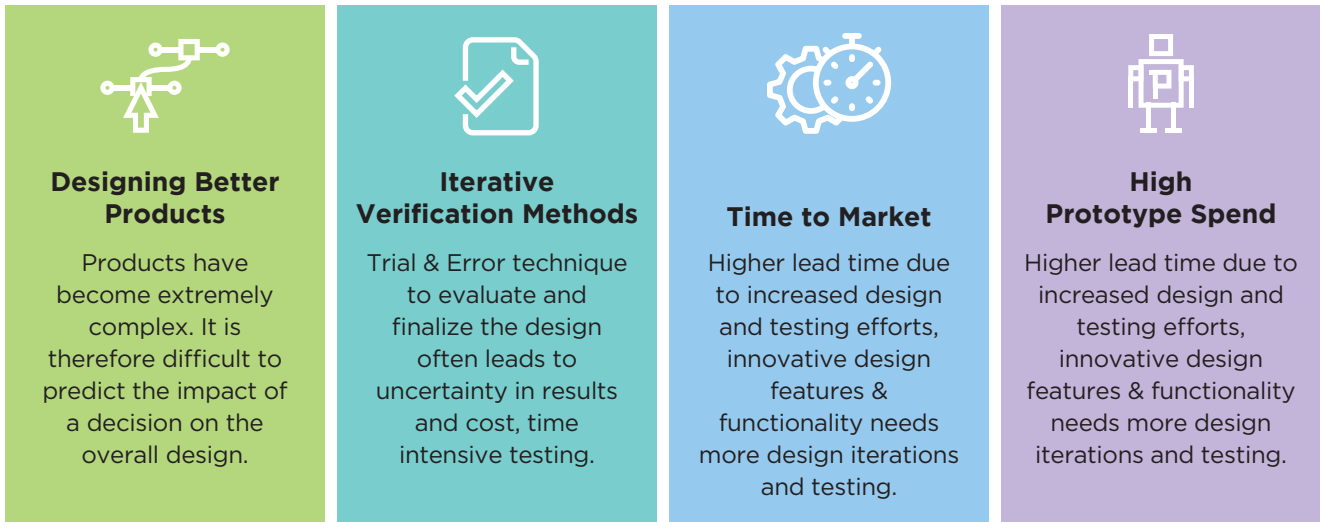 Designing Better
Products
Products have
become extremely
complex. It is
therefore difficult to
predict the impact of
a decision on the
overall design.
Iterative
Verification Methods
Trial & Error technique
to evaluate and
finalize the design
often leads to
uncertainty in results
and cost, time
intensive testing.
Time to Market
Higher lead time due
to increased design
and testing efforts,
innovative design
features &
functionality needs
more design iterations
and testing.
P
High
Prototype Spend
Higher lead time due to
increased design and
testing efforts,
innovative design
features & functionality
needs more design
iterations and testing.